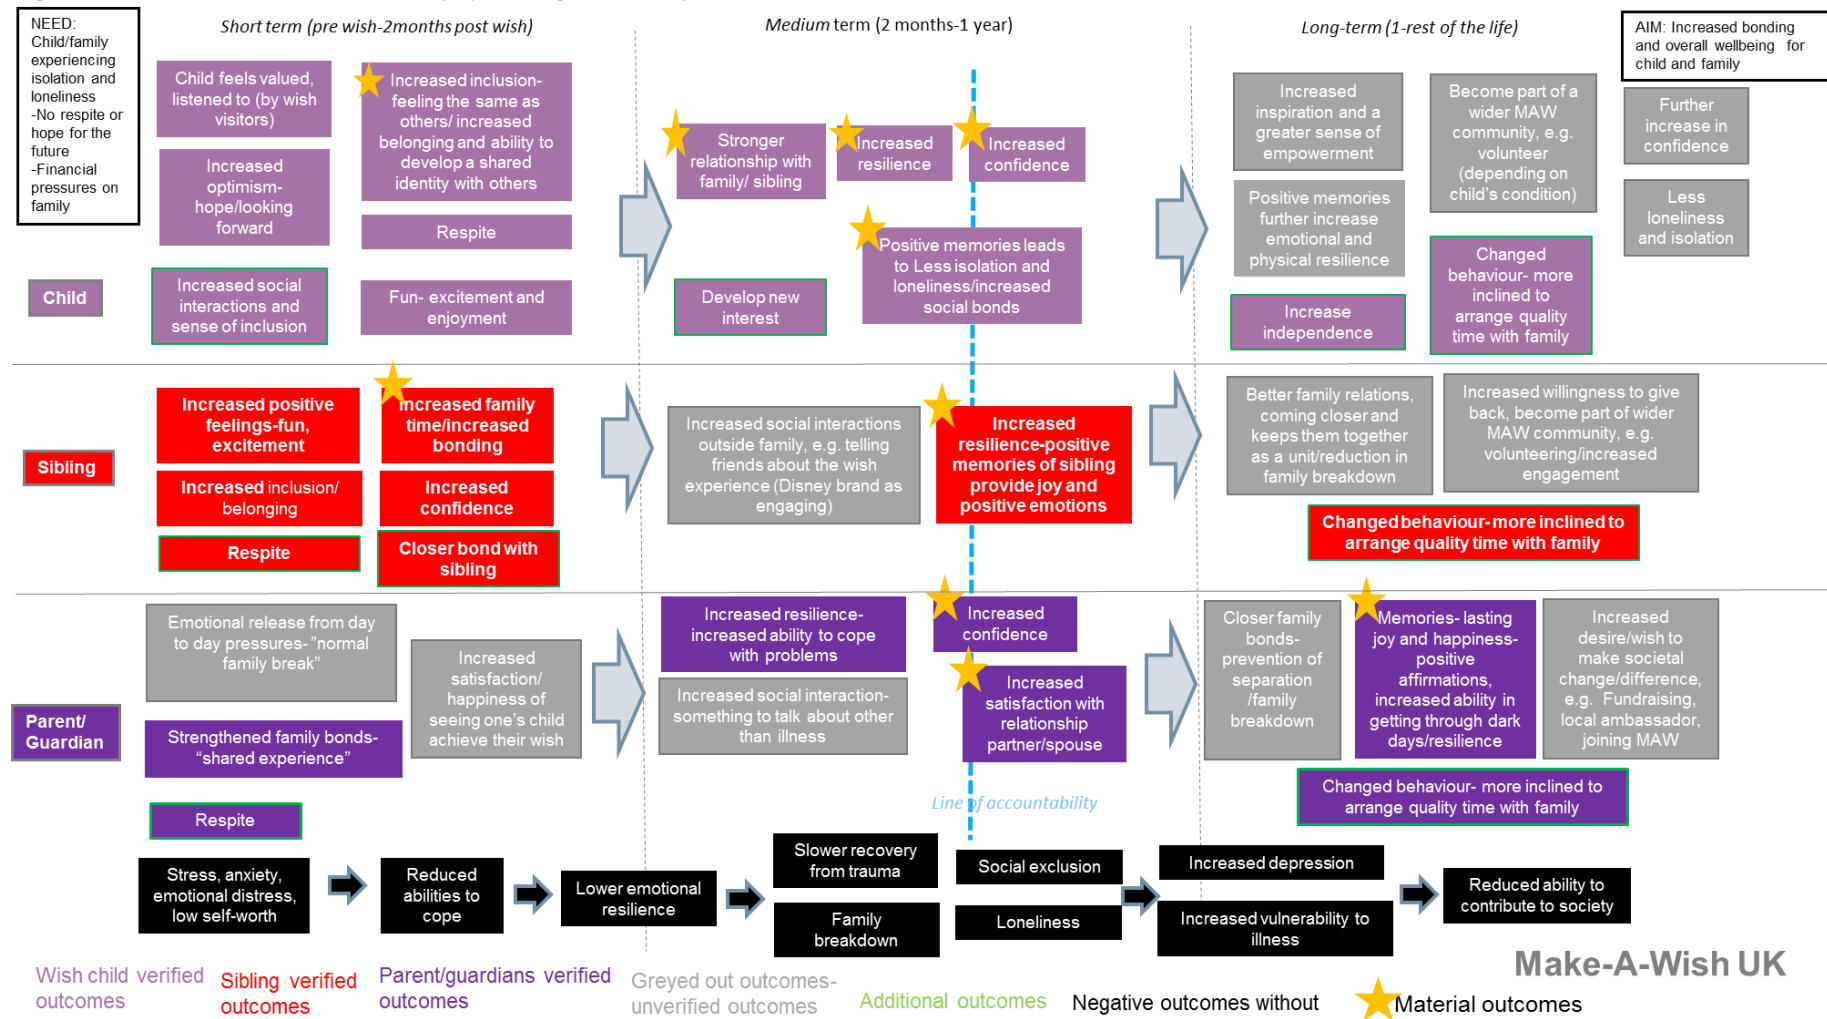 NEED:
Child/family
experiencing
isolation and
loneliness
-No respite or
hope for the
future
-Financial
pressures on
family
Short term (pre wish-2months post wish)
Medium term (2 months-1 year)
Long-term (1-rest of the life)
AIM: Increased bonding
and overall wellbeing for
child and family
Child
Child feels valued,
listened to (by wish
visitors)
Increased inclusion-
feeling the same as
others/ increased
belonging and ability to
develop a shared
identity with others
Increased
optimism-
hope/looking
forward
Respite
Increased social
interactions and
sense of inclusion
Fun- excitement and
enjoyment
Stronger
relationship with
family/ sibling
Increased
resilience
Increased
confidence
Positive memories leads
to Less isolation and
loneliness/increased
social bonds
Develop new
interest
Increased
inspiration and a
greater sense of
empowerment
Become part of a
wider MAW
community, e.g.
volunteer
(depending on
child's condition)
Further
increase in
confidence
Positive memories
further increase
emotional and
physical resilience
Less
loneliness
and isolation
Increase
independence
Changed
behaviour- more
inclined to
arrange quality
time with family
Sibling
Increased positive
feelings-fun,
excitement
Increased family
time/increased
bonding
Increased inclusion/
belonging
Increased
confidence
Respite
Closer bond with
sibling
Increased social interactions
outside family, e.g. telling
friends about the wish
experience (Disney brand as
engaging)
Increased
resilience-positive
memories of sibling
provide joy and
positive emotions
Better family relations,
coming closer and
keeps them together
as a unit/reduction in
family breakdown
Increased willingness to give
back, become part of wider
MAW community, e.g.
volunteering/increased
engagement
Changed behaviour- more inclined to
arrange quality time with family
Parent/
Guardian
Emotional release from day
to day pressures- "normal
family break"
Increased
satisfaction/
happiness of
seeing one's child
achieve their wish
Strengthened family bonds-
"shared experience"
Respite
Increased resilience-
increased ability to cope
with problems
Increased
confidence
Increased social interaction-
something to talk about other
than illness
Increased
satisfaction with
relationship
partner/spouse
Closer family
bonds-
prevention of
separation
/family
breakdown
Memories- lasting
joy and happiness-
positive
affirmations,
increased ability in
getting through dark
days/resilience
Increased
desire/wish to
make societal
change/difference,
e.g. Fundraising,
local ambassador,
joining MAW
Changed behaviour- more inclined to
arrange quality time with family
Line of accountability
Stress, anxiety,
emotional distress,
low self-worth
Reduced
abilities to
cope
Lower emotional
resilience
Slower recovery
from trauma
Family
breakdown
Social exclusion
Loneliness
Increased depression
Increased vulnerability to
illness
Reduced ability to
contribute to society
Make-A-Wish UK
Wish child verified
outcomes
Sibling verified
outcomes
Parent/guardians verified
outcomes
Greyed out outcomes-
unverified outcomes
Additional outcomes
Negative outcomes without
Material outcomes